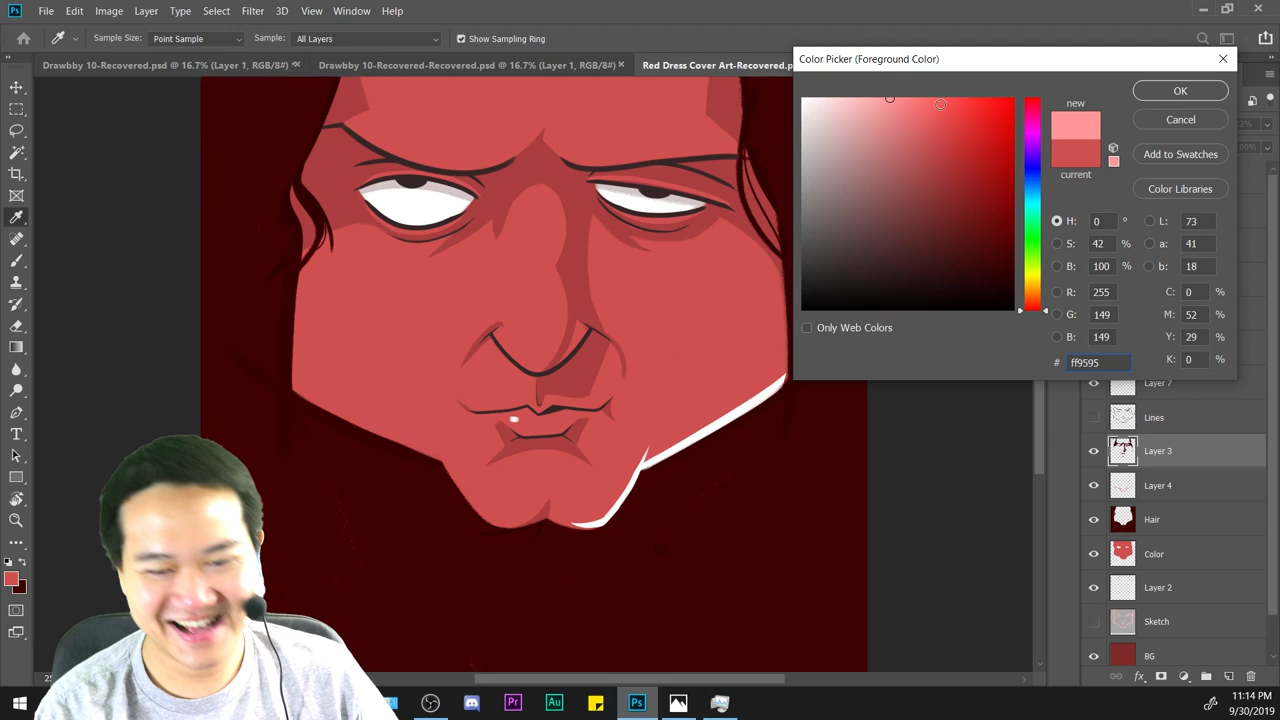 Ps File Edit Image Layer Type Select Filter 3D View Window Help
Sample Size: Point Sample Sample: All Layers Show Sampling Ring
Drawbby 10-Recovered.psd @ 16.7% (Layer 1, RGB/8#) Drawbby 10-Recovered-Recovered.psd @ 16.7% (Layer 1, RGB/8#) Red Dress Cover Art-Recovered.p
Color Picker (Foreground Color)
new
current
OK
Cancel
Add to Swatches
Color Libraries
H: 0 ° L: 73
S: 42 % a: 41
B: 100 % b: 18
R: 255 C: 0 %
G: 149 M: 52 %
B: 149 Y: 29 %
# ff9595 K: 0 %
Only Web Colors
Layer 7
Lines
Layer 3
Layer 4
Hair
Color
Layer 2
Sketch
BG
fx
T
25
Pr Au Ps
11:14 PM
9/30/2019